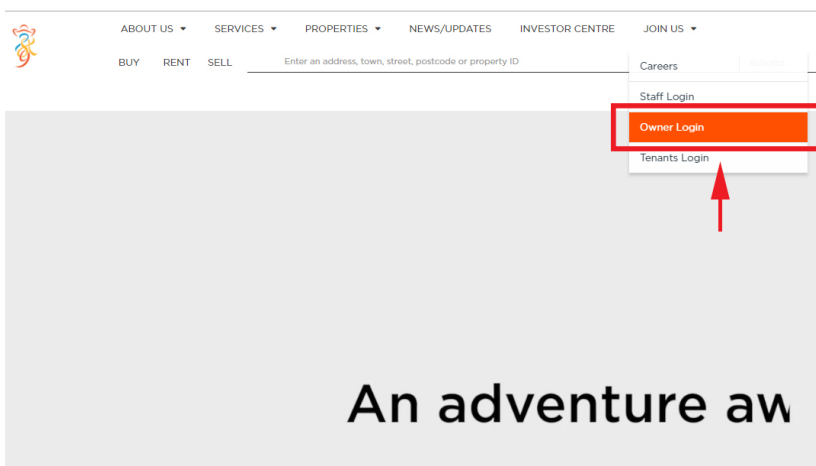 ABOUT US SERVICES PROPERTIES NEWS/UPDATES INVESTOR CENTRE JOIN US
BUY RENT SELL Enter an address, town, street, postcode or property ID
Careers
Staff Login
Owner Login
Tenants Login
An adventure aw